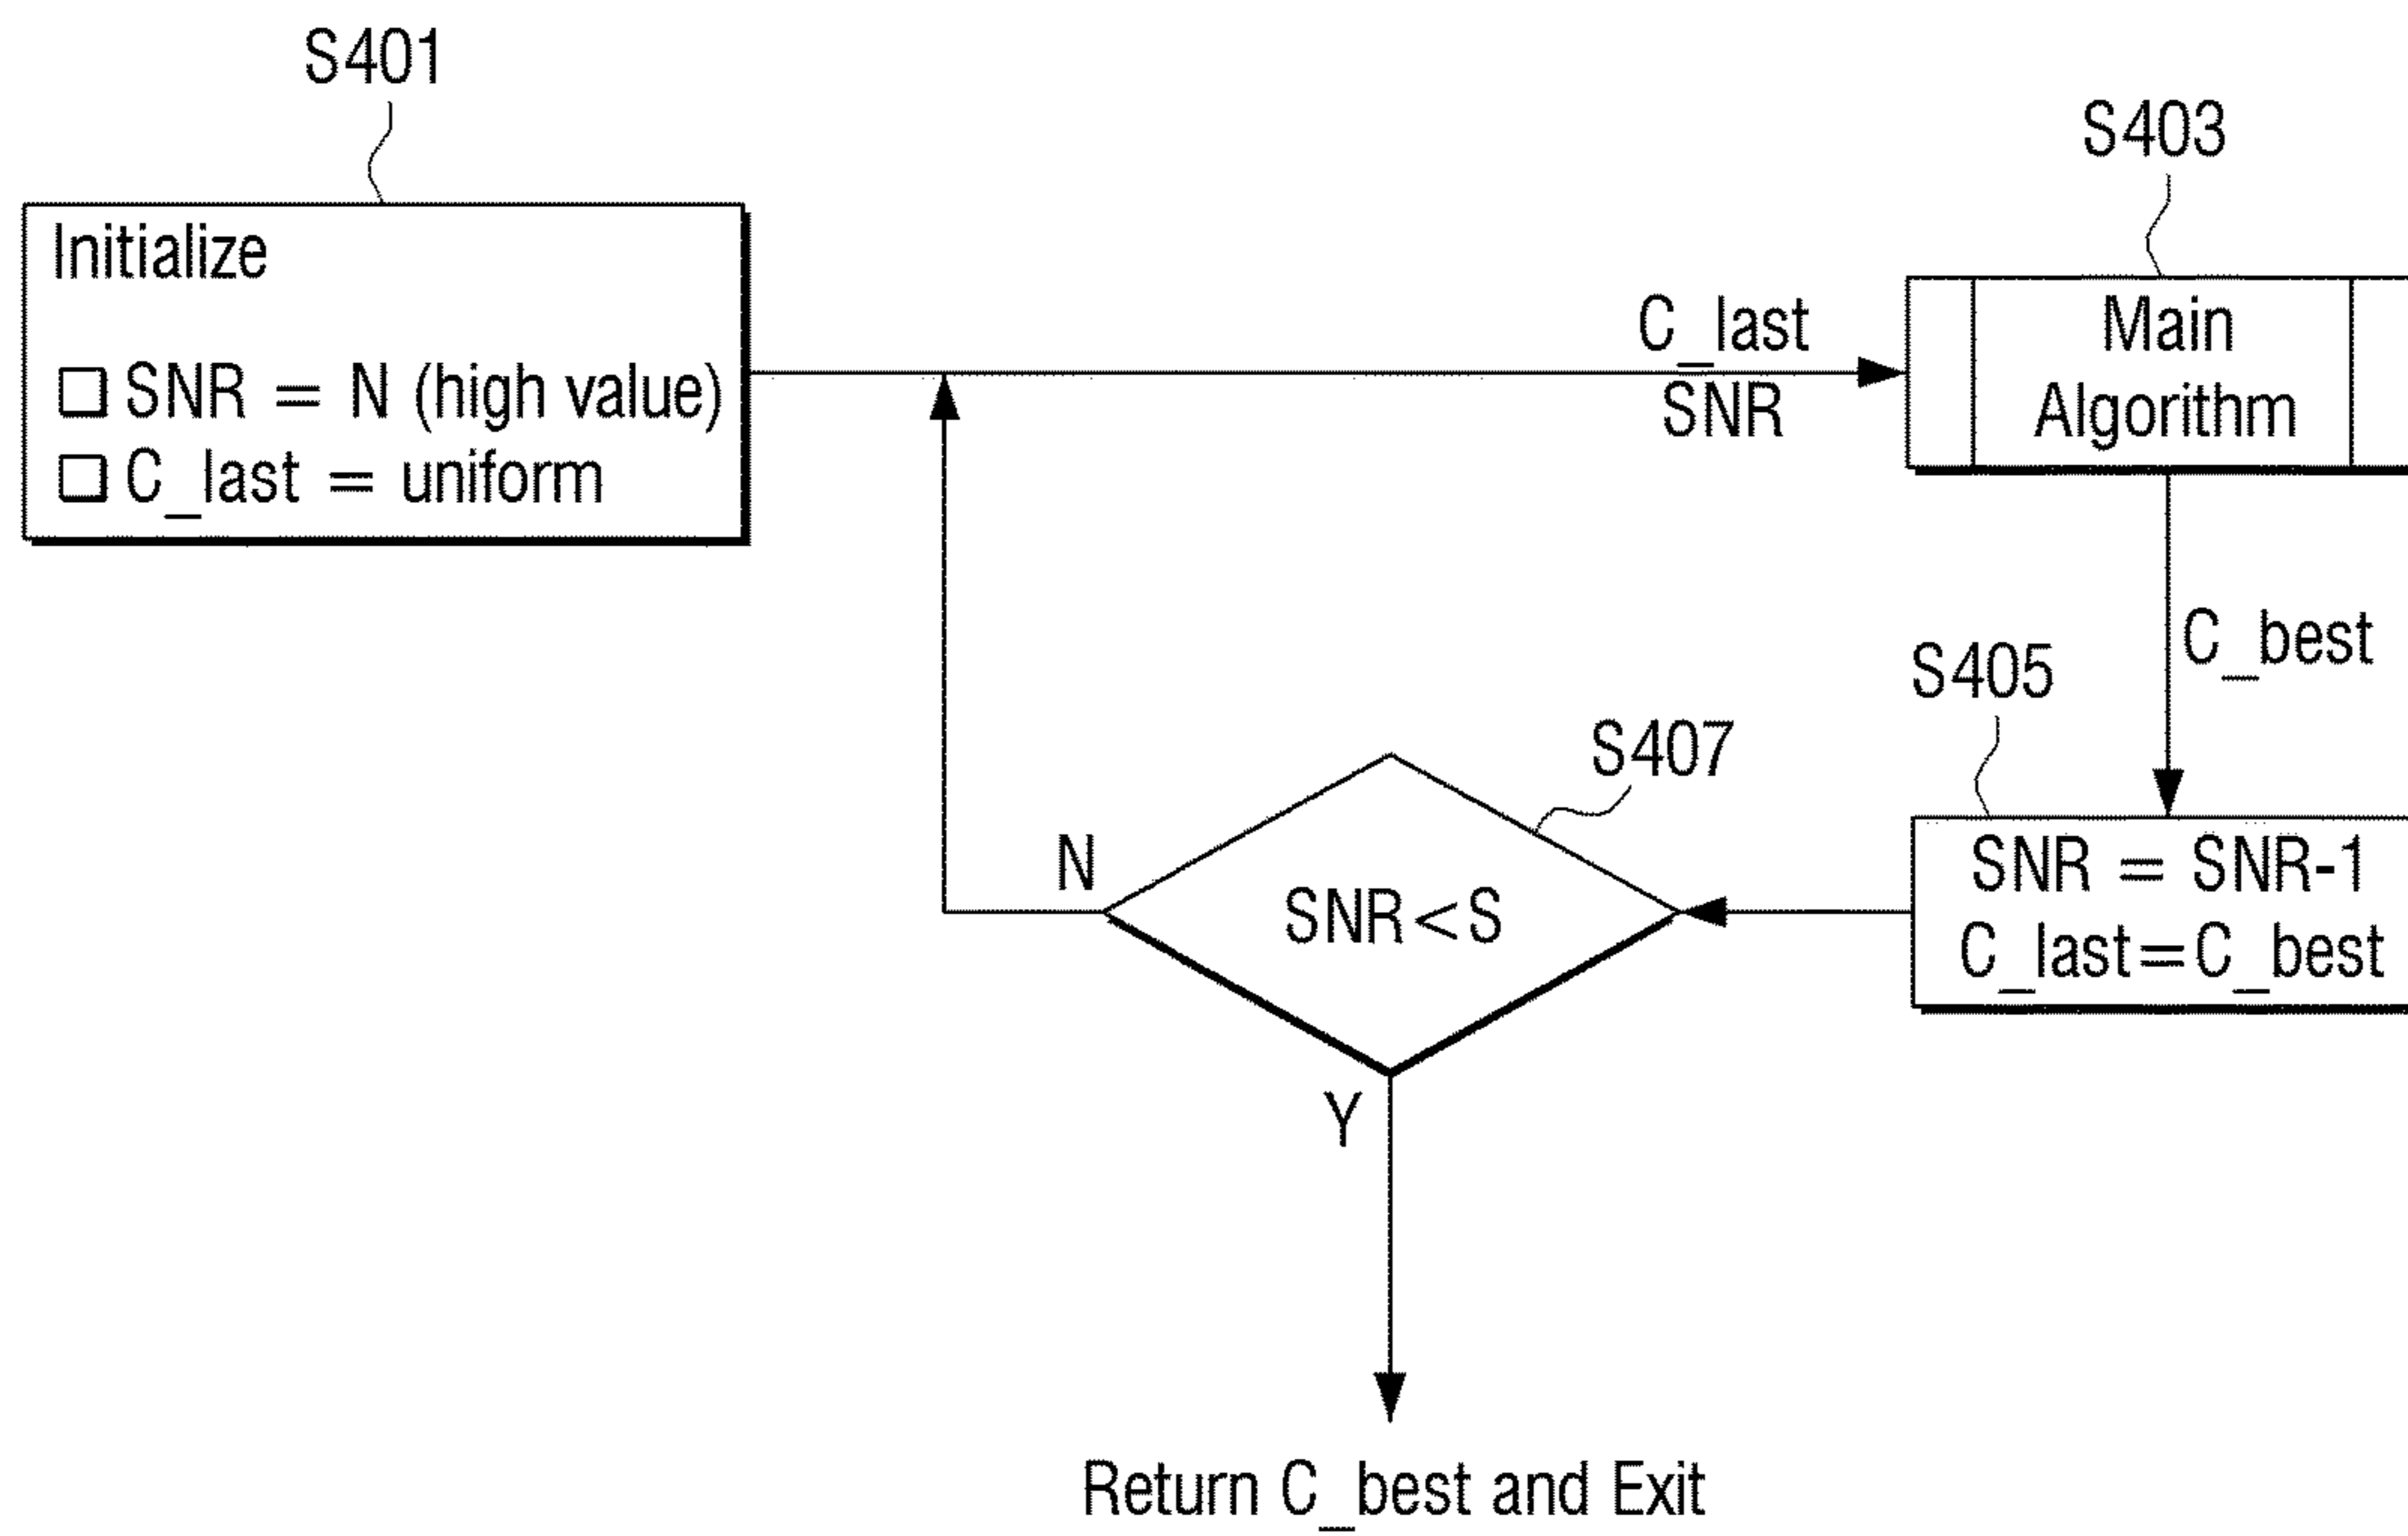 S401
Initialize
□ SNR = N (high value)
□ C_last = uniform
C_last
SNR
S403
Main
Algorithm
C_best
S405
SNR = SNR-1
C_last=C_best
S407
SNR<S
N
Y
Return C_best and Exit